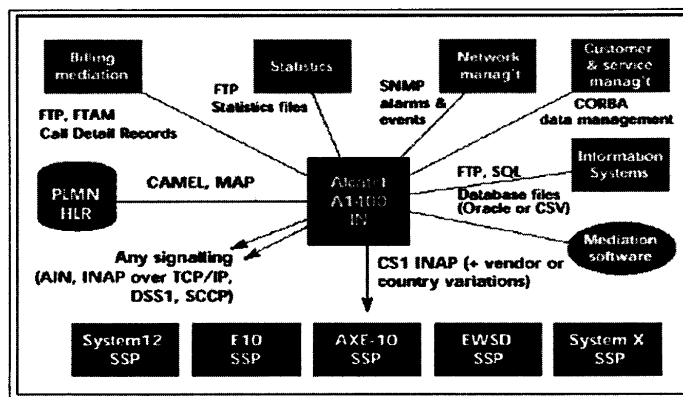 Billing
mediation
Statistics
Network
manag't
Customer
& service
manag't
FTP, FTAM
Call Detail Records
FTP
Statistics files
SNMP
alarms &
events
CORBA
data management
PLMN
HLR
CAMEL, MAP
Alcatel
A1400
IN
FTP, SQL
Database files
(Oracle or CSV)
Information
Systems
Mediation
software
Any signalling
(AIN, INAP over TCP/IP,
DSS1, SCCP)
CS1 INAP (+ vendor or
country variations)
System12
SSP
E10
SSP
AXE-10
SSP
EWSD
SSP
System X
SSP